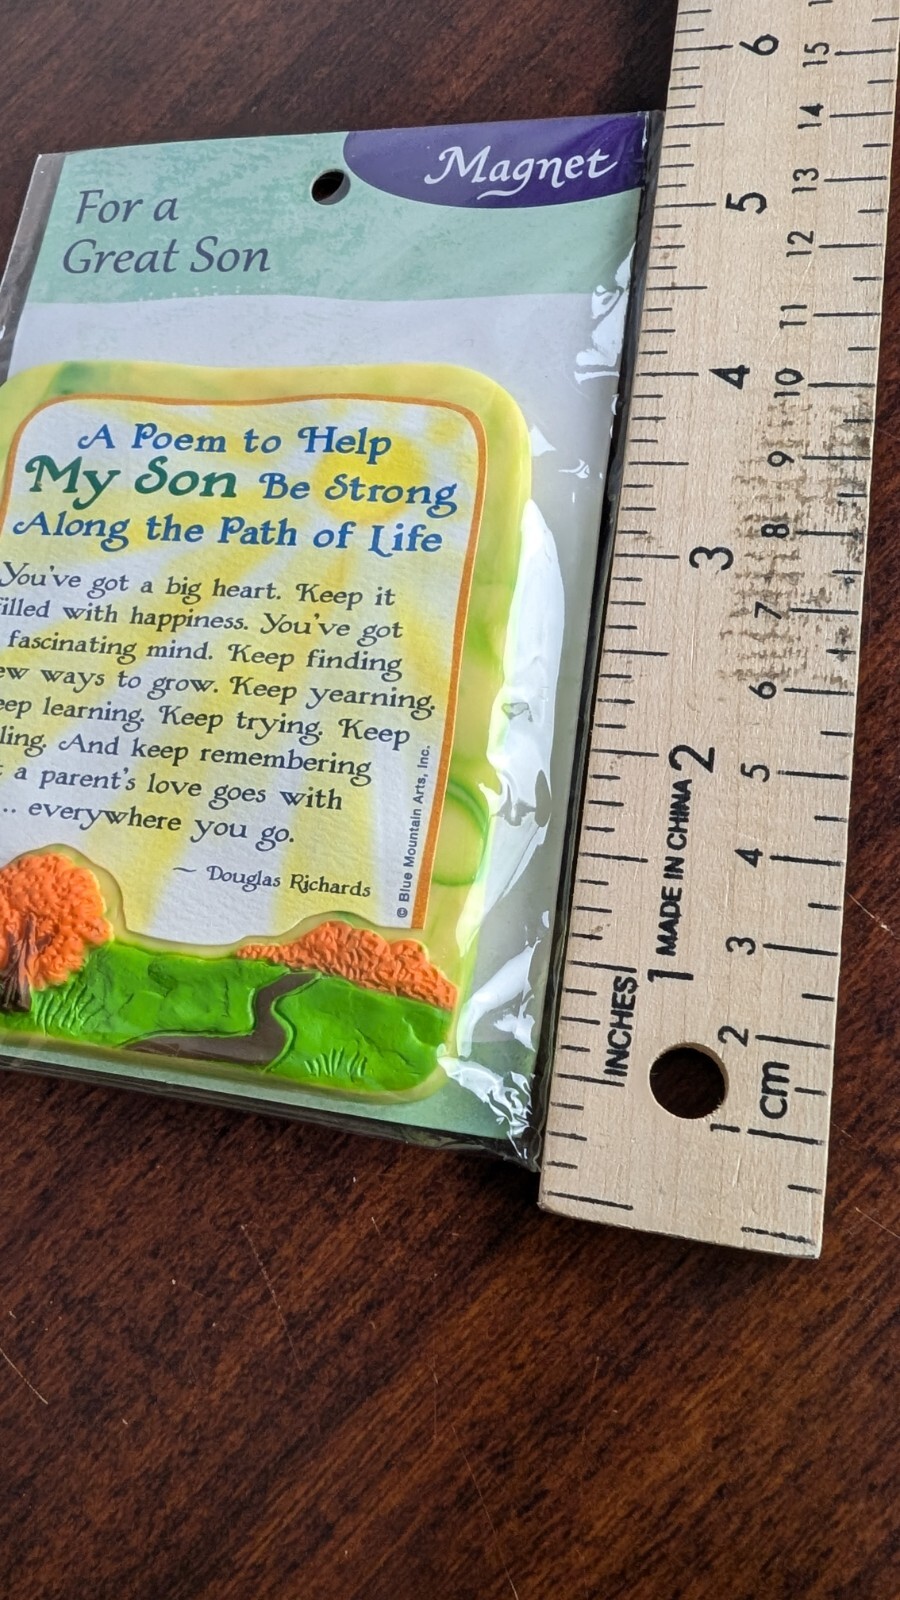 Magnet
For a
Great Son
A Poem to Help
My Son Be Strong
Along the Path of Life
You've got a big heart. Keep it
filled with happiness. You've got
fascinating mind. Keep finding
ways to grow. Keep yearning.
learning. Keep trying. Keep
And keep remembering
a parent's love goes with
... everywhere you go.
~ Douglas Richards
© Blue Mountain Arts, Inc.
6
5
4
3
2
1
INCHES
MADE IN CHINA
15
14
13
12
11
10
9
8
7
6
5
4
3
2
1
cm